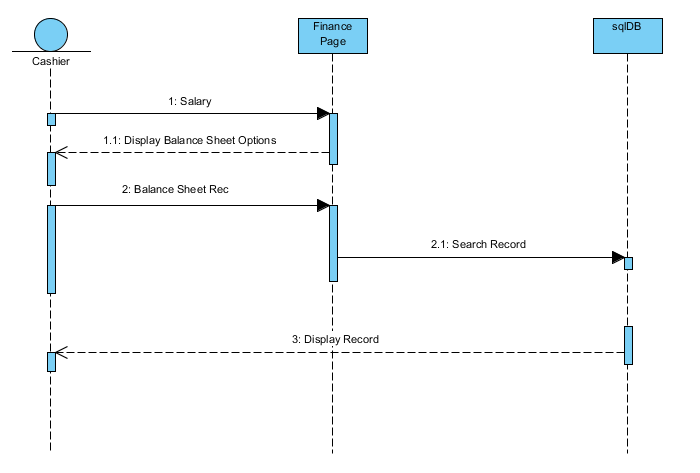 Finance
Page
sqlDB
Cashier
1: Salary
1.1: Display Balance Sheet Options
2: Balance Sheet Rec
2.1: Search Record
3: Display Record